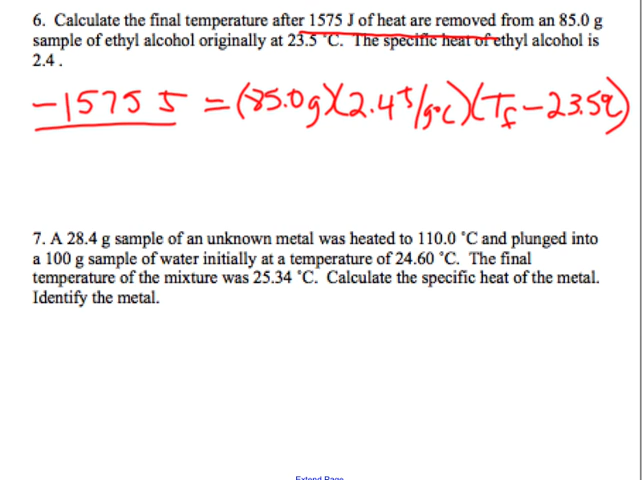 6. Calculate the final temperature after 1575 J of heat are removed from an 85.0 g
sample of ethyl alcohol originally at 23.5 ˚C. The specific heat of ethyl alcohol is
2.4 .
-1575 J = (85.0g)(2.4 J/g°C)(Tf - 23.5°C)
7. A 28.4 g sample of an unknown metal was heated to 110.0 ˚C and plunged into
a 100 g sample of water initially at a temperature of 24.60 ˚C. The final
temperature of the mixture was 25.34 ˚C. Calculate the specific heat of the metal.
Identify the metal.
Extend Page